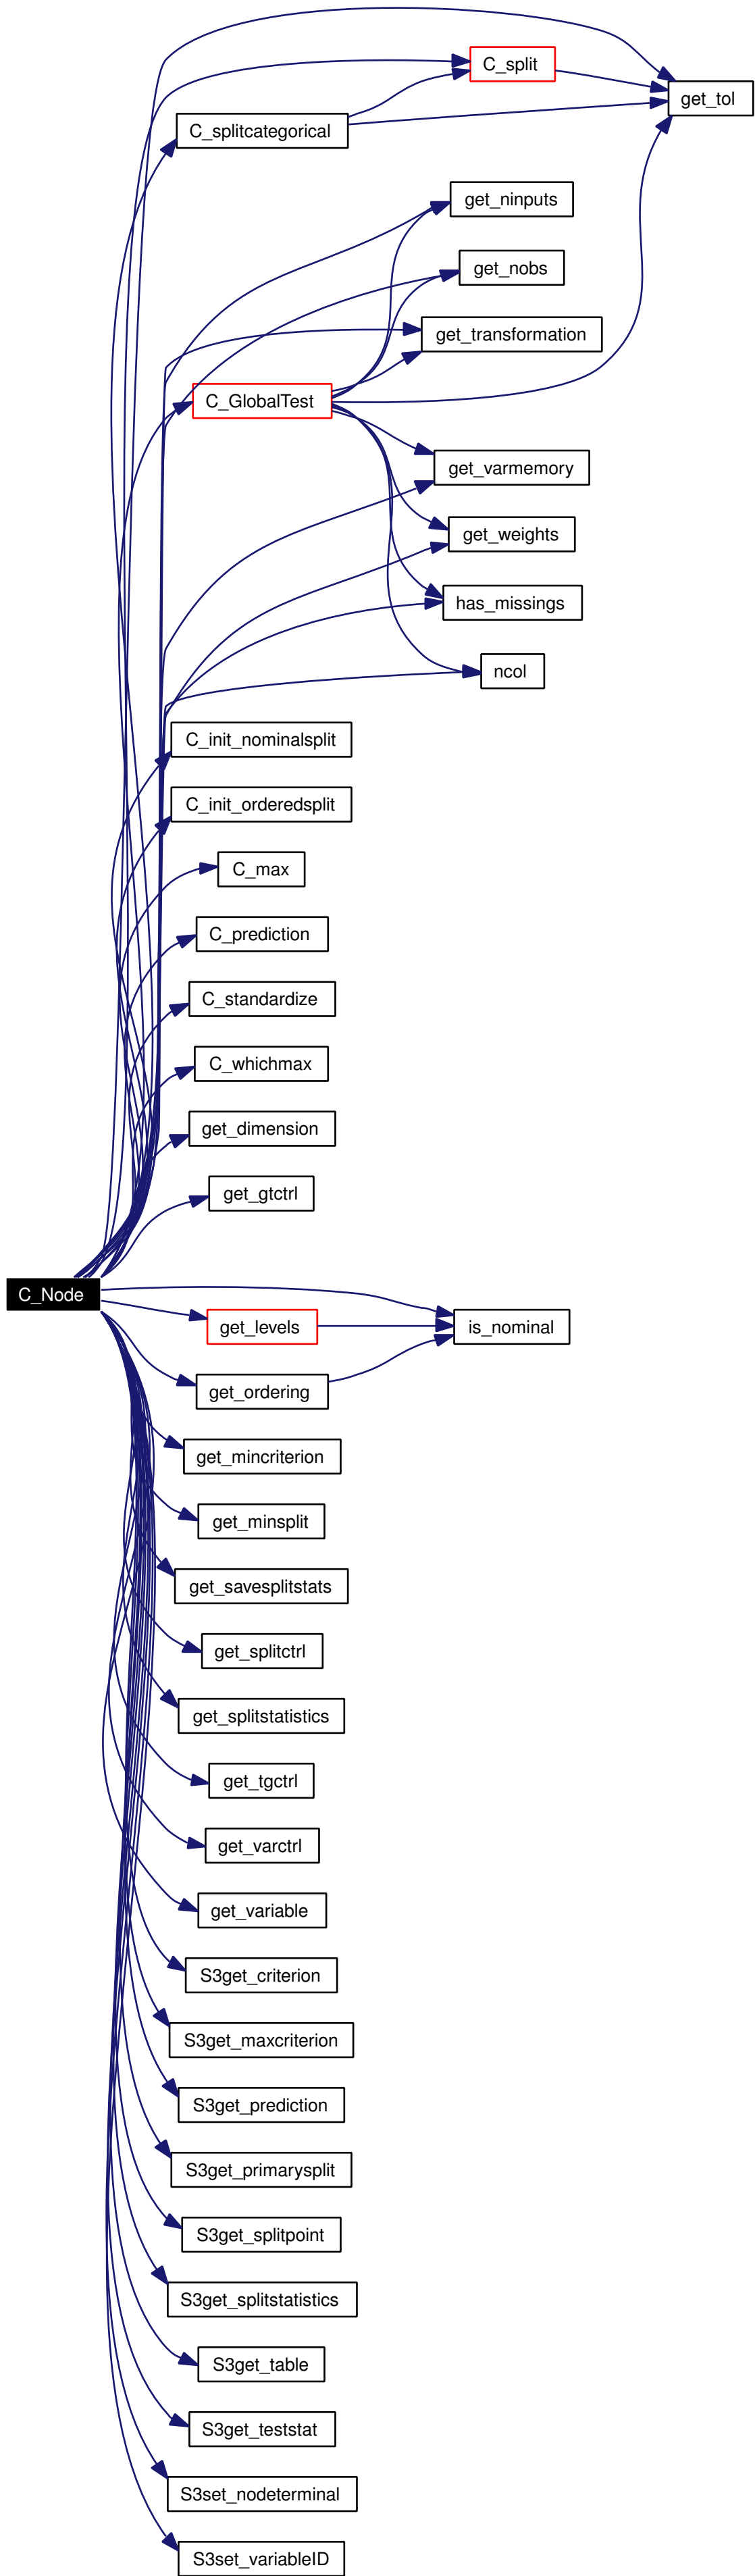 C_split
get_tol
C_splitcategorical
get_ninputs
get_nobs
get_transformation
C_GlobalTest
get_varmemory
get_weights
has_missings
ncol
C_init_nominalsplit
C_init_orderedsplit
C_max
C_prediction
C_standardize
C_whichmax
get_dimension
get_gtctrl
C_Node
get_levels
is_nominal
get_ordering
get_mincriterion
get_minsplit
get_savesplitstats
get_splitctrl
get_splitstatistics
get_tgctrl
get_varctrl
get_variable
S3get_criterion
S3get_maxcriterion
S3get_prediction
S3get_primarysplit
S3get_splitpoint
S3get_splitstatistics
S3get_table
S3get_teststat
S3set_nodeterminal
S3set_variableID